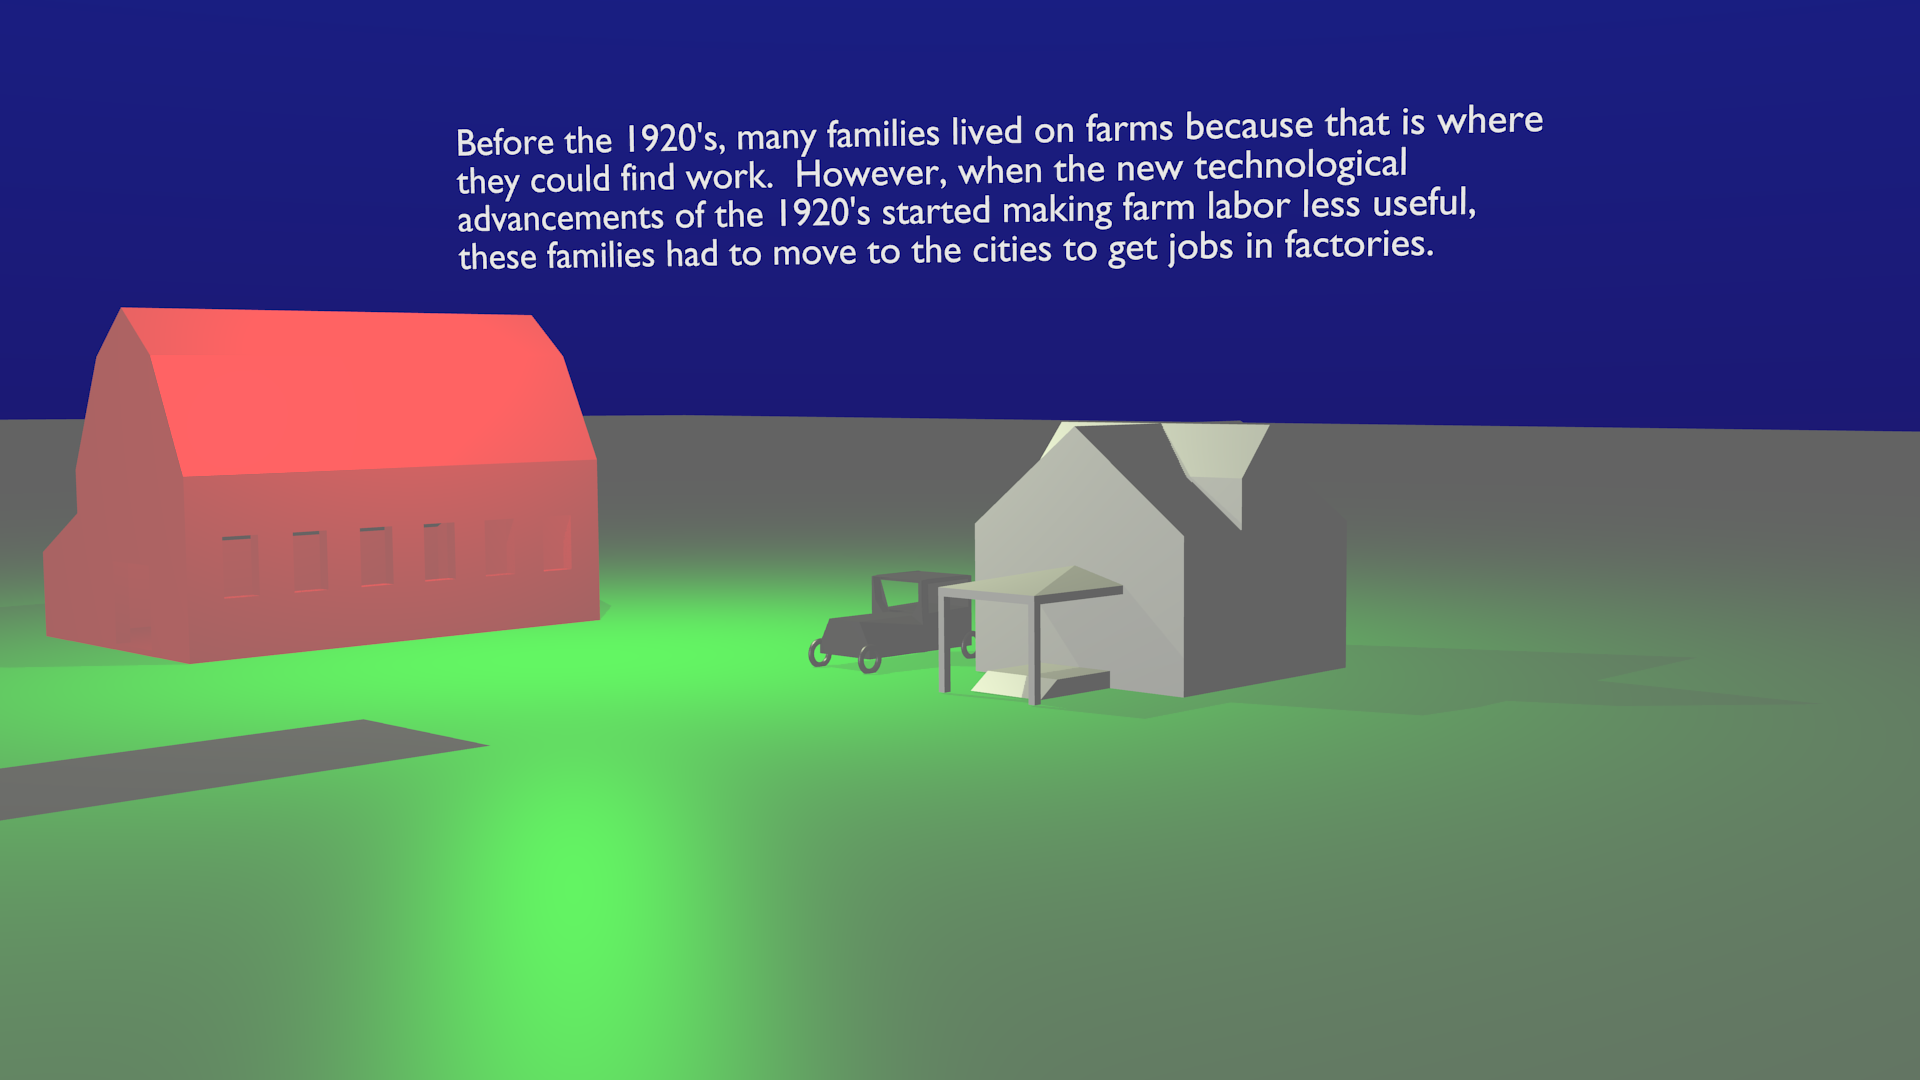 Before the 1920's, many families lived on farms because that is where
they could find work.  However, when the new technological
advancements of the 1920's started making farm labor less useful,
these families had to move to the cities to get jobs in factories.